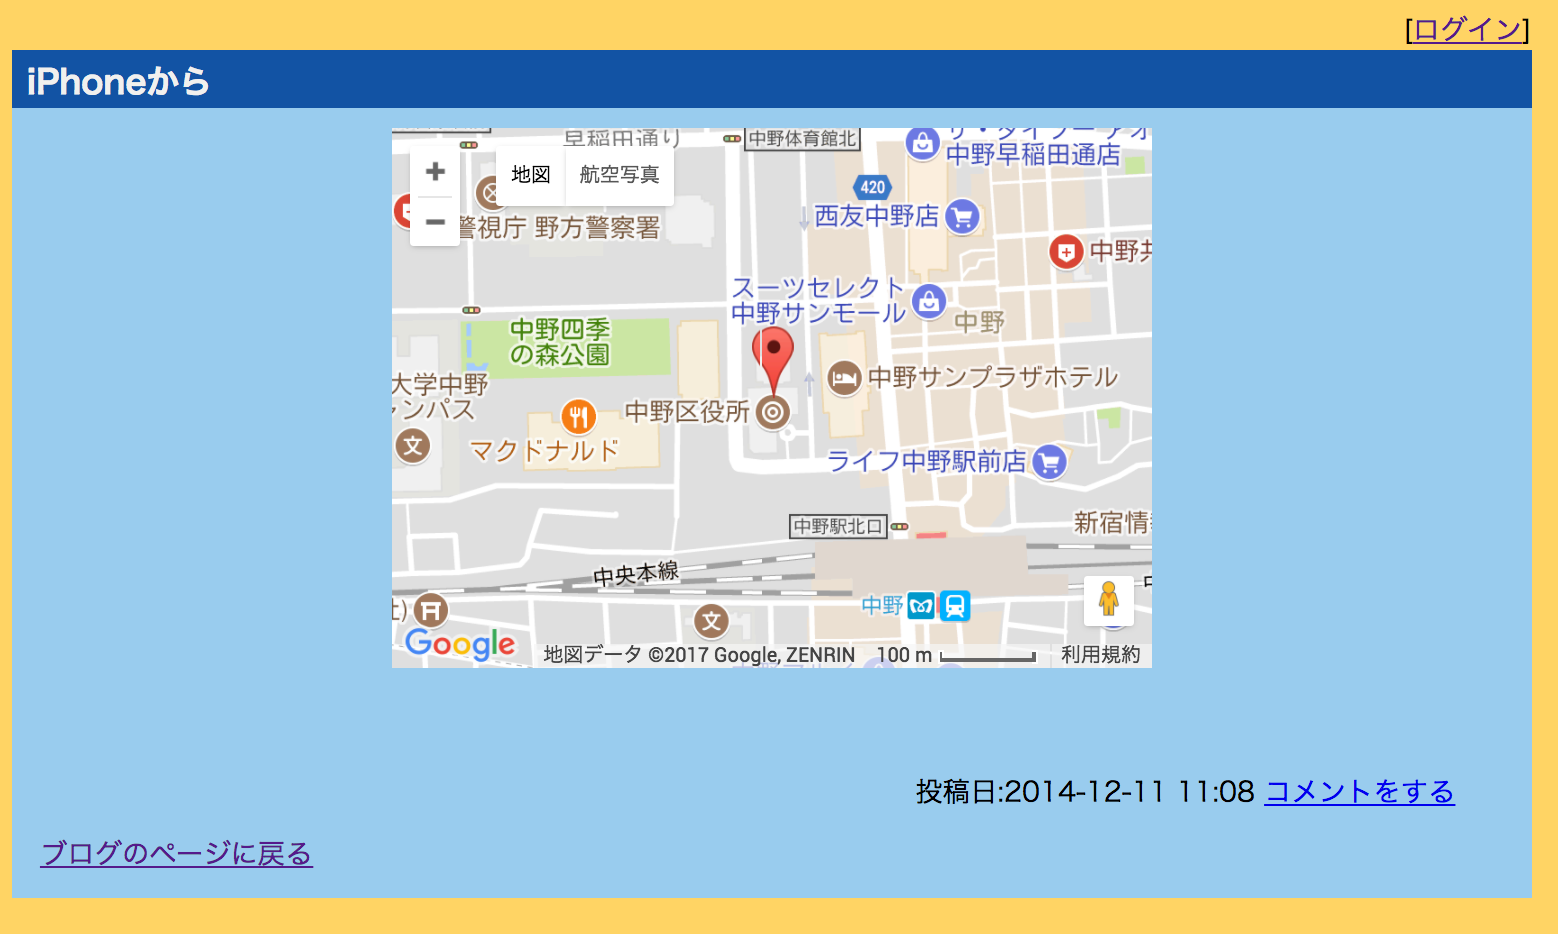 [ログイン]
iPhoneから
早稲田通り
中野体育館北
中野早稲田通店
地図
航空写真
420
西友中野店
警視庁 野方警察署
中野共
スーツセレクト
中野サンモール
中野
中野四季
の森公園
大学中野
ャンパス
中野サンプラザホテル
中野区役所
文
マクドナルド
ライフ中野駅前店
中野駅北口
新宿情
中央本線
中野
文
Google
地図データ ©2017 Google, ZENRIN
100 m
利用規約
投稿日:2014-12-11 11:08 コメントをする
ブログのページに戻る